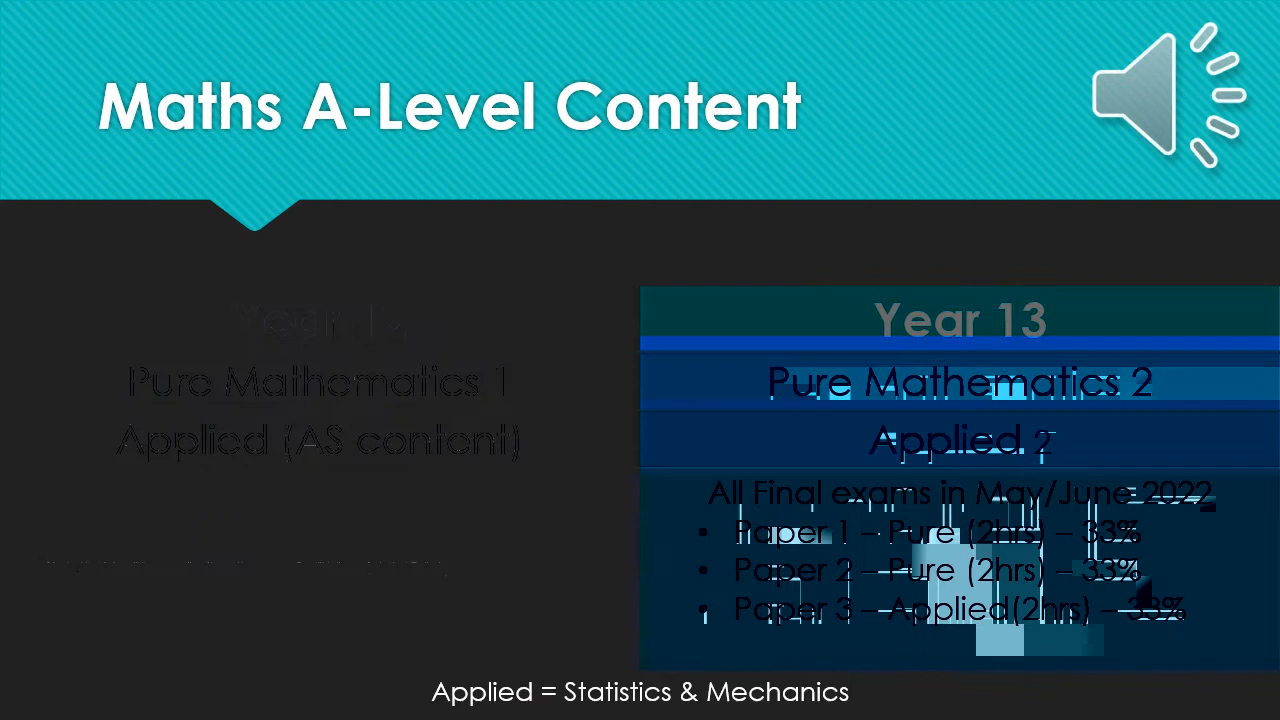 Maths A-Level Content
Year 13
Pure Mathematics 1
Pure Mathematics 2
Applied (AS content)
Applied 2
All Final exams in May/June 2022
• Paper 1 – Pure (2hrs) – 33%
• Paper 2 – Pure (2hrs) – 33%
• Paper 3 – Applied(2hrs) – 33%
Applied = Statistics & Mechanics